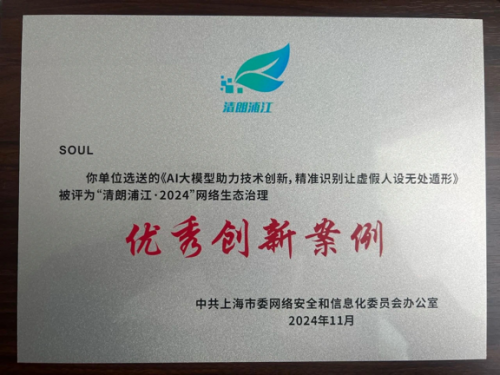 清朗浦江
SOUL
你单位选送的《AI大模型助力技术创新，精准识别让虚假人设无处遁形》
被评为“清朗浦江·2024”网络生态治理
优秀创新案例
中共上海市委网络安全和信息化委员会办公室
2024年11月